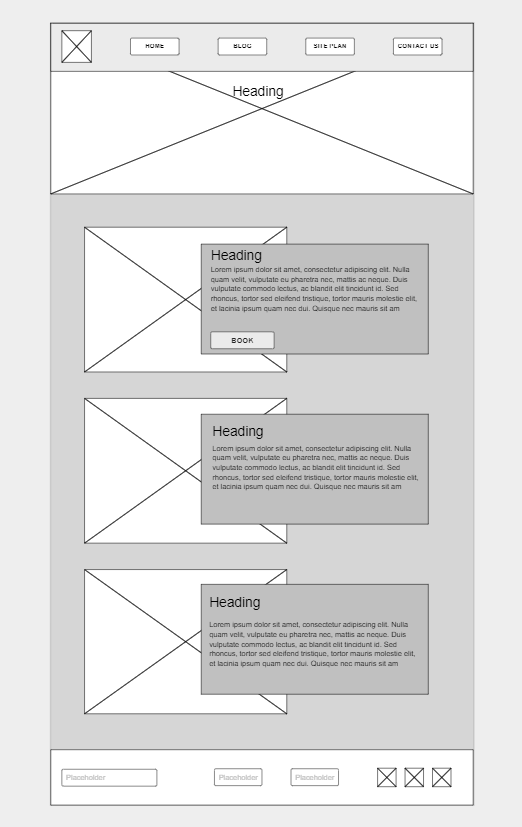 HOME
BLOG
SITE PLAN
CONTACT US
Heading
Heading
Lorem ipsum dolor sit amet, consectetur adipiscing elit. Nulla
quam velit, vulputate eu pharetra nec, mattis ac neque. Duis
vulputate commodo lectus, ac blandit elit tincidunt id. Sed
rhoncus, tortor sed eleifend tristique, tortor mauris molestie elit,
et lacinia ipsum quam nec dui. Quisque nec mauris sit am
BOOK
Heading
Lorem ipsum dolor sit amet, consectetur adipiscing elit. Nulla
quam velit, vulputate eu pharetra nec, mattis ac neque. Duis
vulputate commodo lectus, ac blandit elit tincidunt id. Sed
rhoncus, tortor sed eleifend tristique, tortor mauris molestie elit,
et lacinia ipsum quam nec dui. Quisque nec mauris sit am
Heading
Lorem ipsum dolor sit amet, consectetur adipiscing elit. Nulla
quam velit, vulputate eu pharetra nec, mattis ac neque. Duis
vulputate commodo lectus, ac blandit elit tincidunt id. Sed
rhoncus, tortor sed eleifend tristique, tortor mauris molestie elit,
et lacinia ipsum quam nec dui. Quisque nec mauris sit am
Placeholder
Placeholder
Placeholder